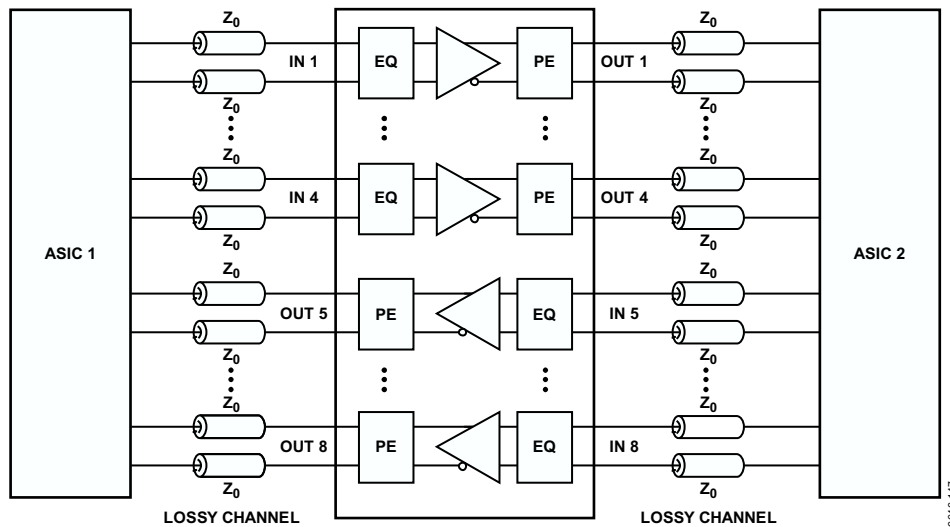 Z0 Z0
IN 1 EQ PE OUT 1
Z0 Z0
Z0 Z0
IN 4 EQ PE OUT 4
Z0 Z0
ASIC 1 ASIC 2
Z0 Z0
OUT 5 PE EQ IN 5
Z0 Z0
Z0 Z0
OUT 8 PE EQ IN 8
Z0 Z0
LOSSY CHANNEL LOSSY CHANNEL